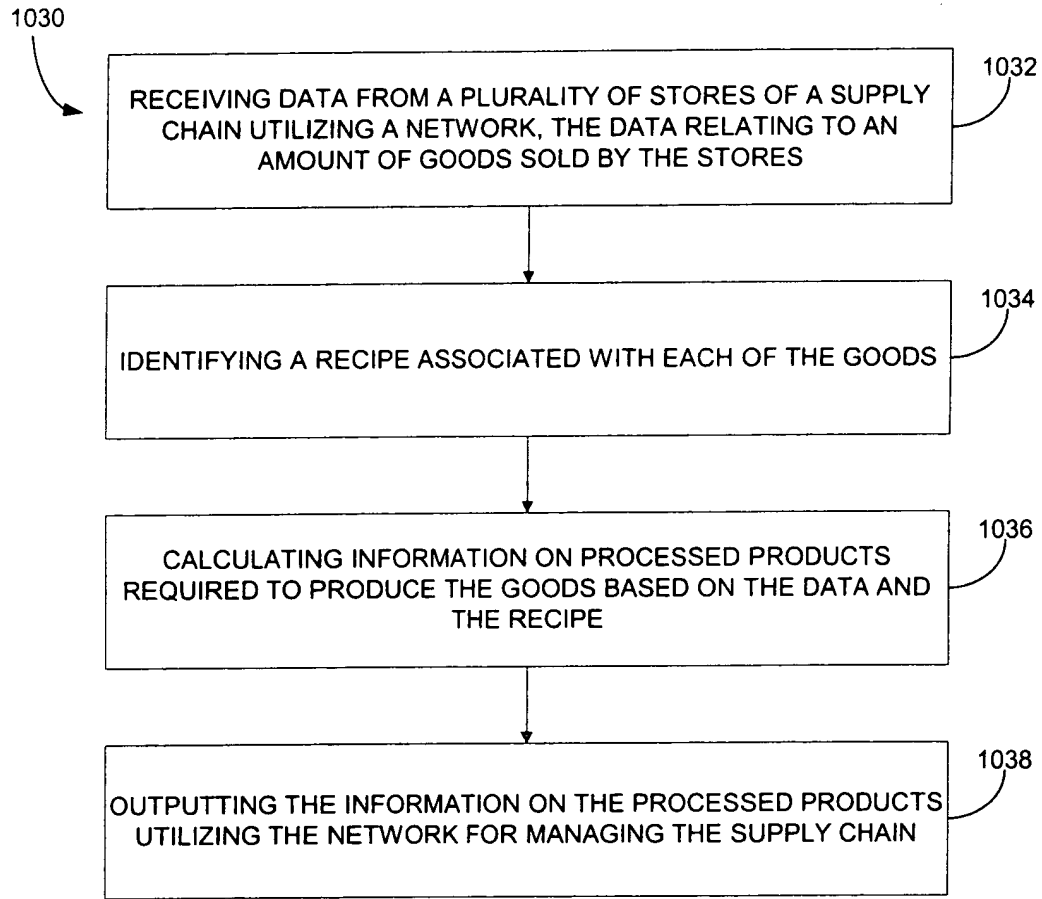 1030
1032
RECEIVING DATA FROM A PLURALITY OF STORES OF A SUPPLY
CHAIN UTILIZING A NETWORK, THE DATA RELATING TO AN
AMOUNT OF GOODS SOLD BY THE STORES
1034
IDENTIFYING A RECIPE ASSOCIATED WITH EACH OF THE GOODS
1036
CALCULATING INFORMATION ON PROCESSED PRODUCTS
REQUIRED TO PRODUCE THE GOODS BASED ON THE DATA AND
THE RECIPE
1038
OUTPUTTING THE INFORMATION ON THE PROCESSED PRODUCTS
UTILIZING THE NETWORK FOR MANAGING THE SUPPLY CHAIN